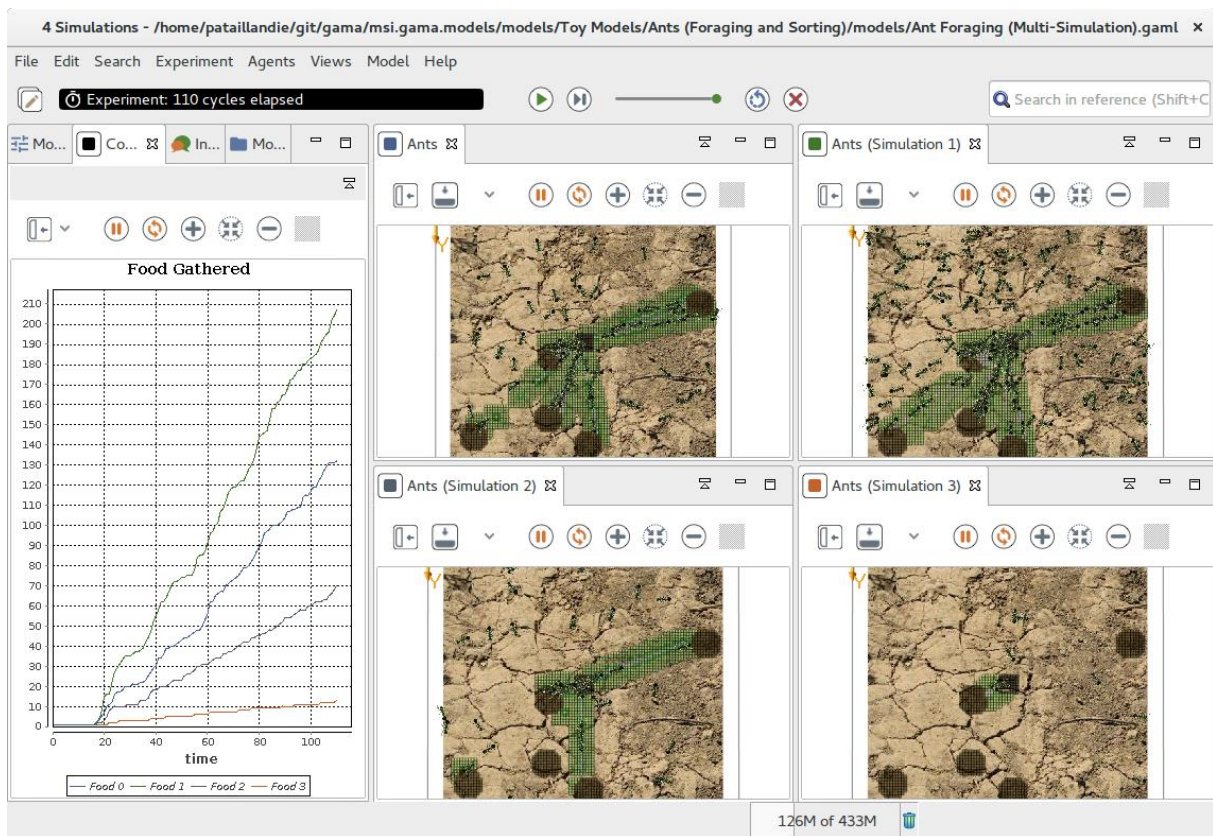 4 Simulations - /home/pataillandie/git/gama/msi.gama.models/models/Toy Models/Ants (Foraging and Sorting)/models/Ant Foraging (Multi-Simulation).gaml ×
File Edit Search Experiment Agents Views Model Help
Experiment: 110 cycles elapsed
Search in reference (Shift+C
Mo... Co... In... Mo...
Food Gathered
210
200
190
180
170
160
150
140
130
120
110
100
90
80
70
60
50
40
30
20
10
0
0 20 40 60 80 100
time
Food 0 Food 1 Food 2 Food 3
Ants
Y
Ants (Simulation 1)
Y
Ants (Simulation 2)
Y
Ants (Simulation 3)
Y
126M of 433M